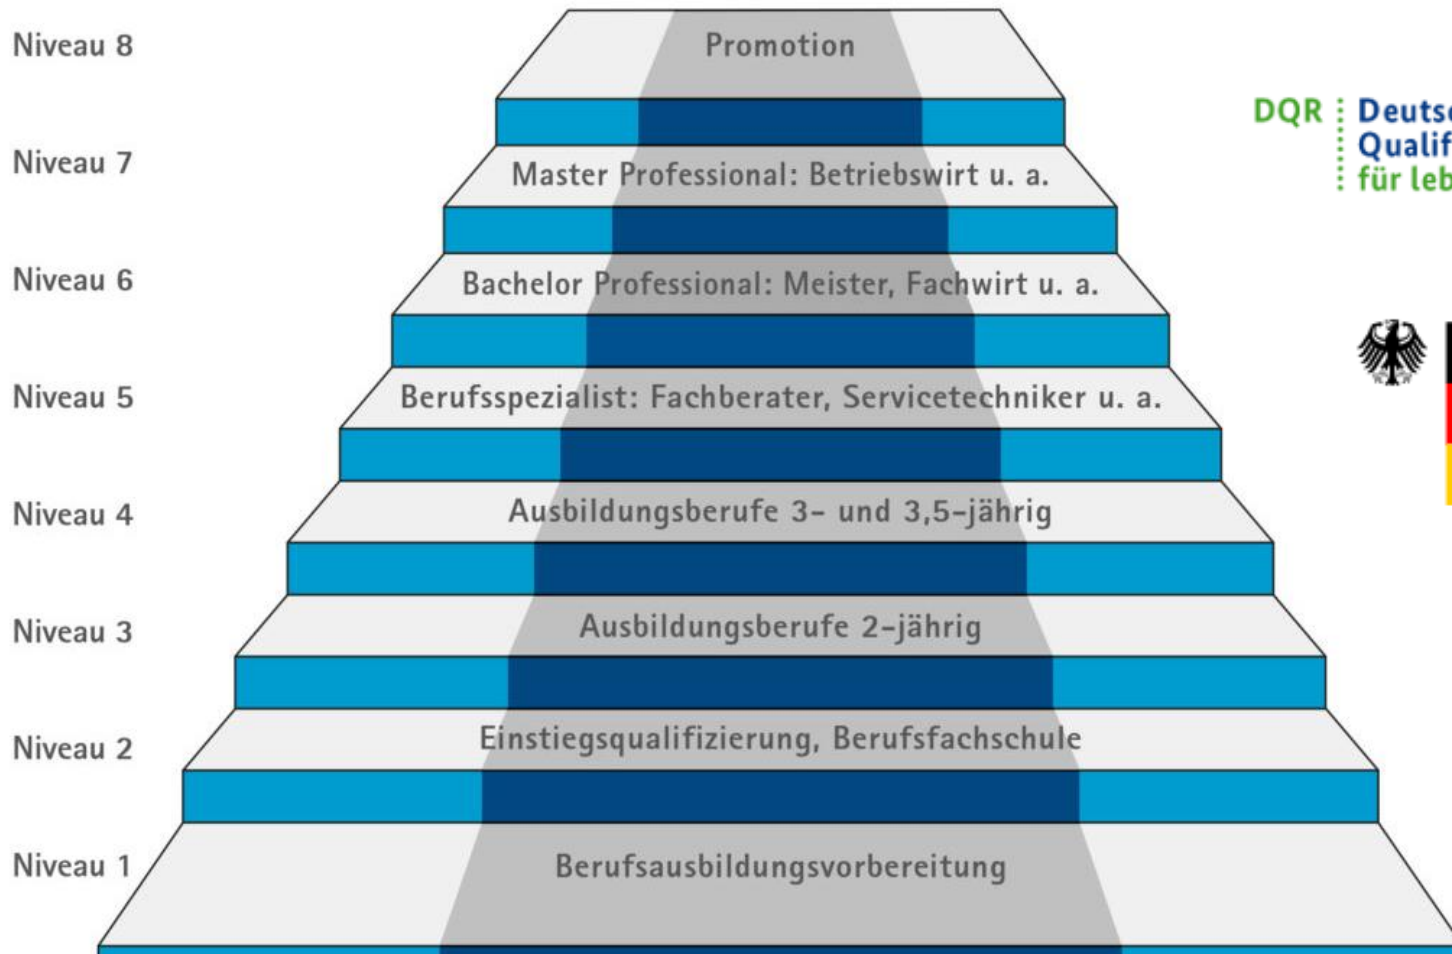 Niveau 8
Promotion
DQR
Deutsc
Qualif
für leb
Niveau 7
Master Professional: Betriebswirt u. a.
Niveau 6
Bachelor Professional: Meister, Fachwirt u. a.
Niveau 5
Berufsspezialist: Fachberater, Servicetechniker u. a.
Niveau 4
Ausbildungsberufe 3- und 3,5-jährig
Niveau 3
Ausbildungsberufe 2-jährig
Niveau 2
Einstiegsqualifizierung, Berufsfachschule
Niveau 1
Berufsausbildungsvorbereitung